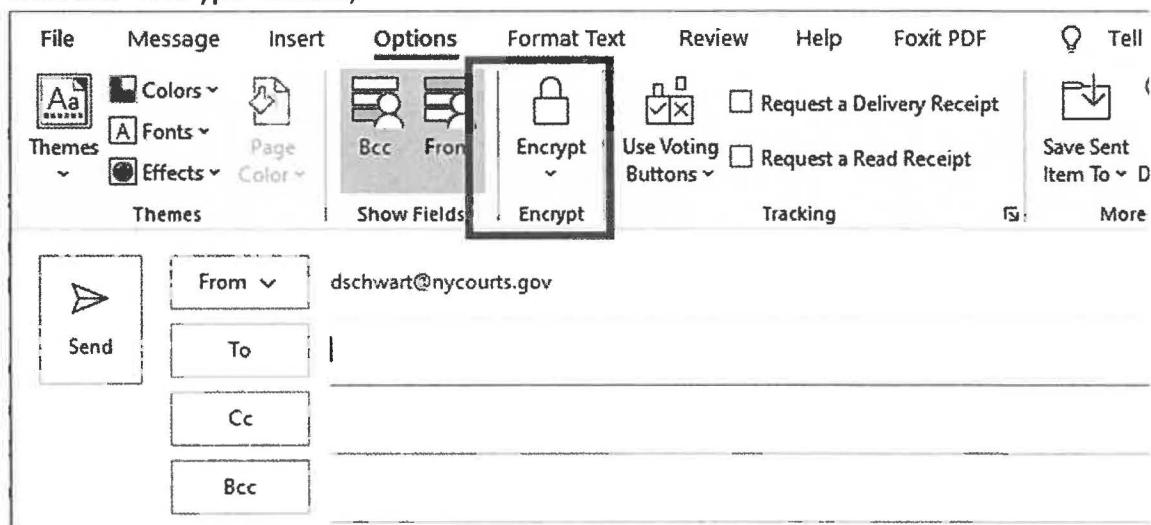 File Message Insert Options Format Text Review Help Foxit PDF Tell
Aa Colors
A Fonts
Effects
Themes
Page
Color
Bcc From
Encrypt
Use Voting
Buttons
Request a Delivery Receipt
Request a Read Receipt
Save Sent
Item To D
Themes Show Fields Encrypt Tracking More
Send
From dschwart@nycourts.gov
To
Cc
Bcc